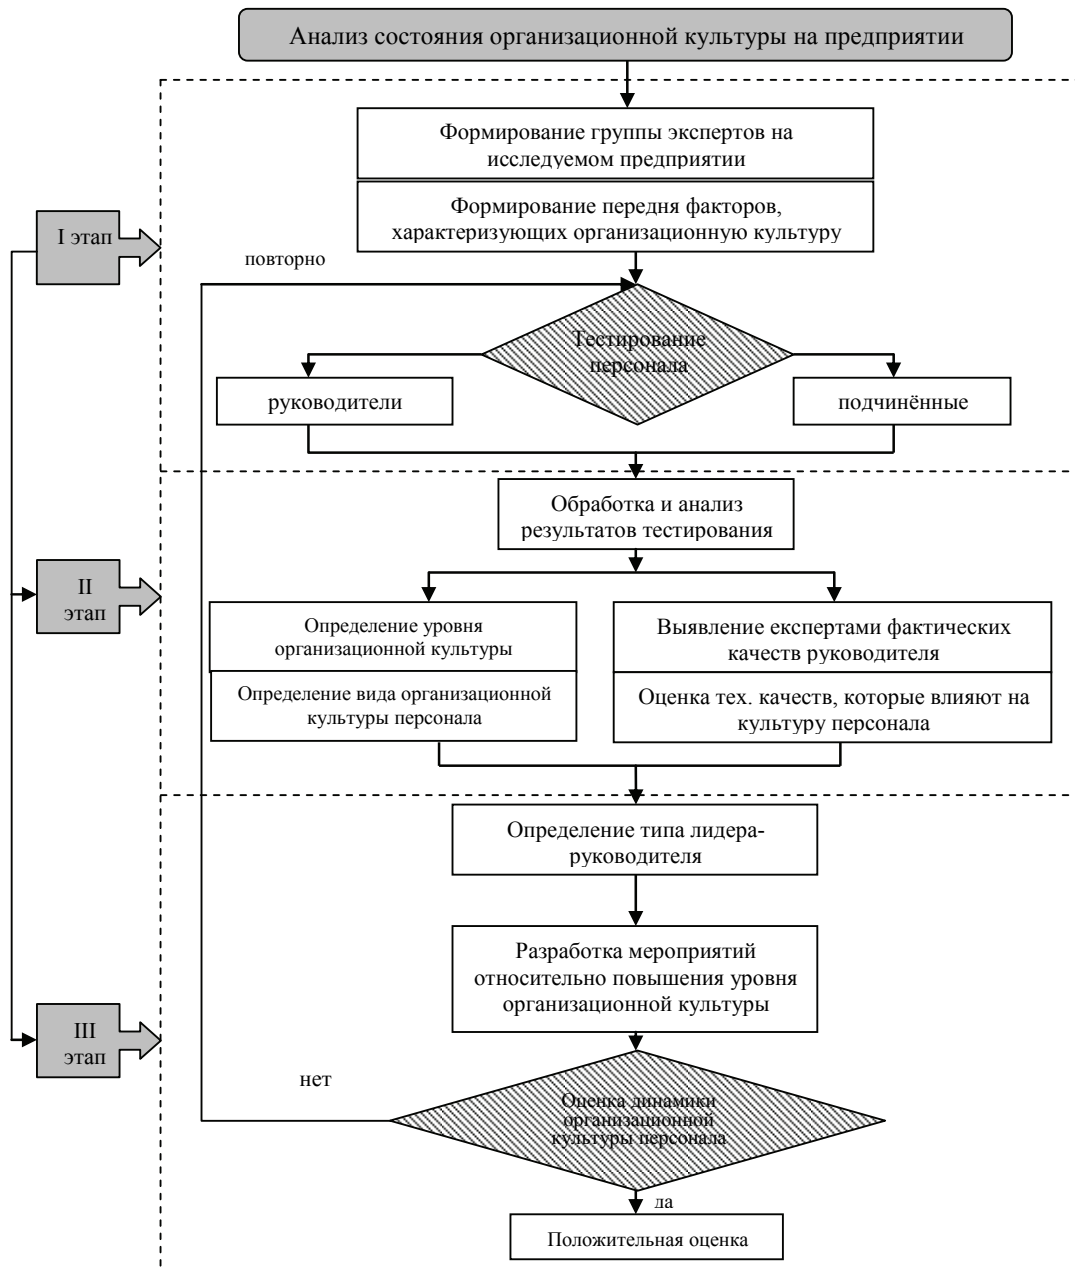 Анализ состояния организационной культуры на предприятии
Формирование группы экспертов на
исследуемом предприятии
Формирование передня факторов,
характеризующих организационную культуру
I этап
повторно
Тестирование
персонала
руководители
подчинённые
Обработка и анализ
результатов тестирования
II
этап
Определение уровня
организационной культуры
Выявление експертами фактических
качеств руководителя
Определение вида организационной
культуры персонала
Оценка тех. качеств, которые влияют на
культуру персонала
Определение типа лидера-
руководителя
Разработка мероприятий
относительно повышения уровня
организационной культуры
III
этап
нет
Оценка динамики
организационной
культуры персонала
да
Положительная оценка